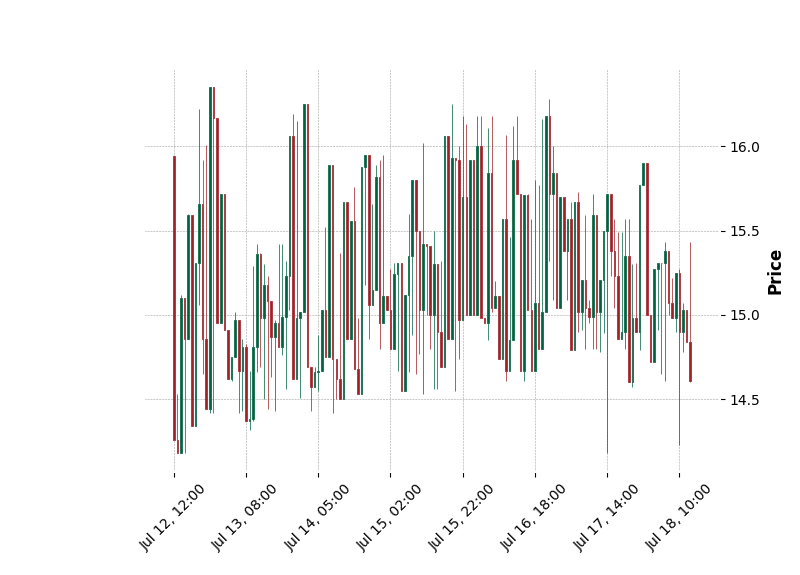 16.0
15.5
15.0
14.5
Price
Jul 12, 12:00
Jul 13, 08:00
Jul 14, 05:00
Jul 15, 02:00
Jul 15, 22:00
Jul 16, 18:00
Jul 17, 14:00
Jul 18, 10:00